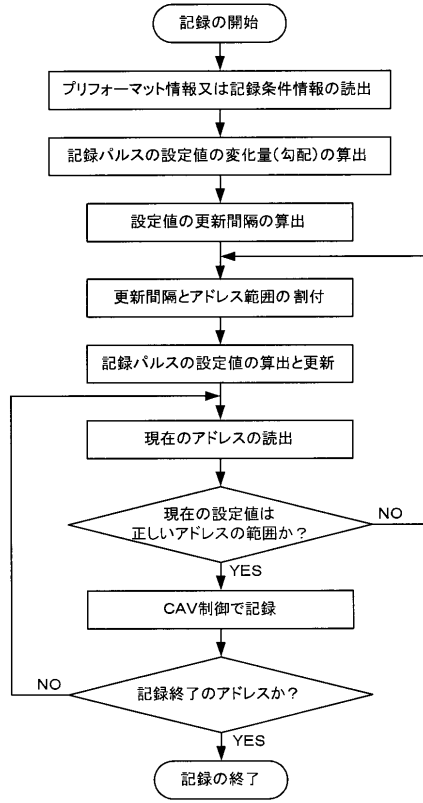 記録の開始
プリフォーマット情報又は記録条件情報の読出
記録パルスの設定値の変化量(勾配)の算出
設定値の更新間隔の算出
更新間隔とアドレス範囲の割付
記録パルスの設定値の算出と更新
現在のアドレスの読出
現在の設定値は
正しいアドレスの範囲か?
NO
YES
CAV制御で記録
記録終了のアドレスか?
NO
YES
記録の終了